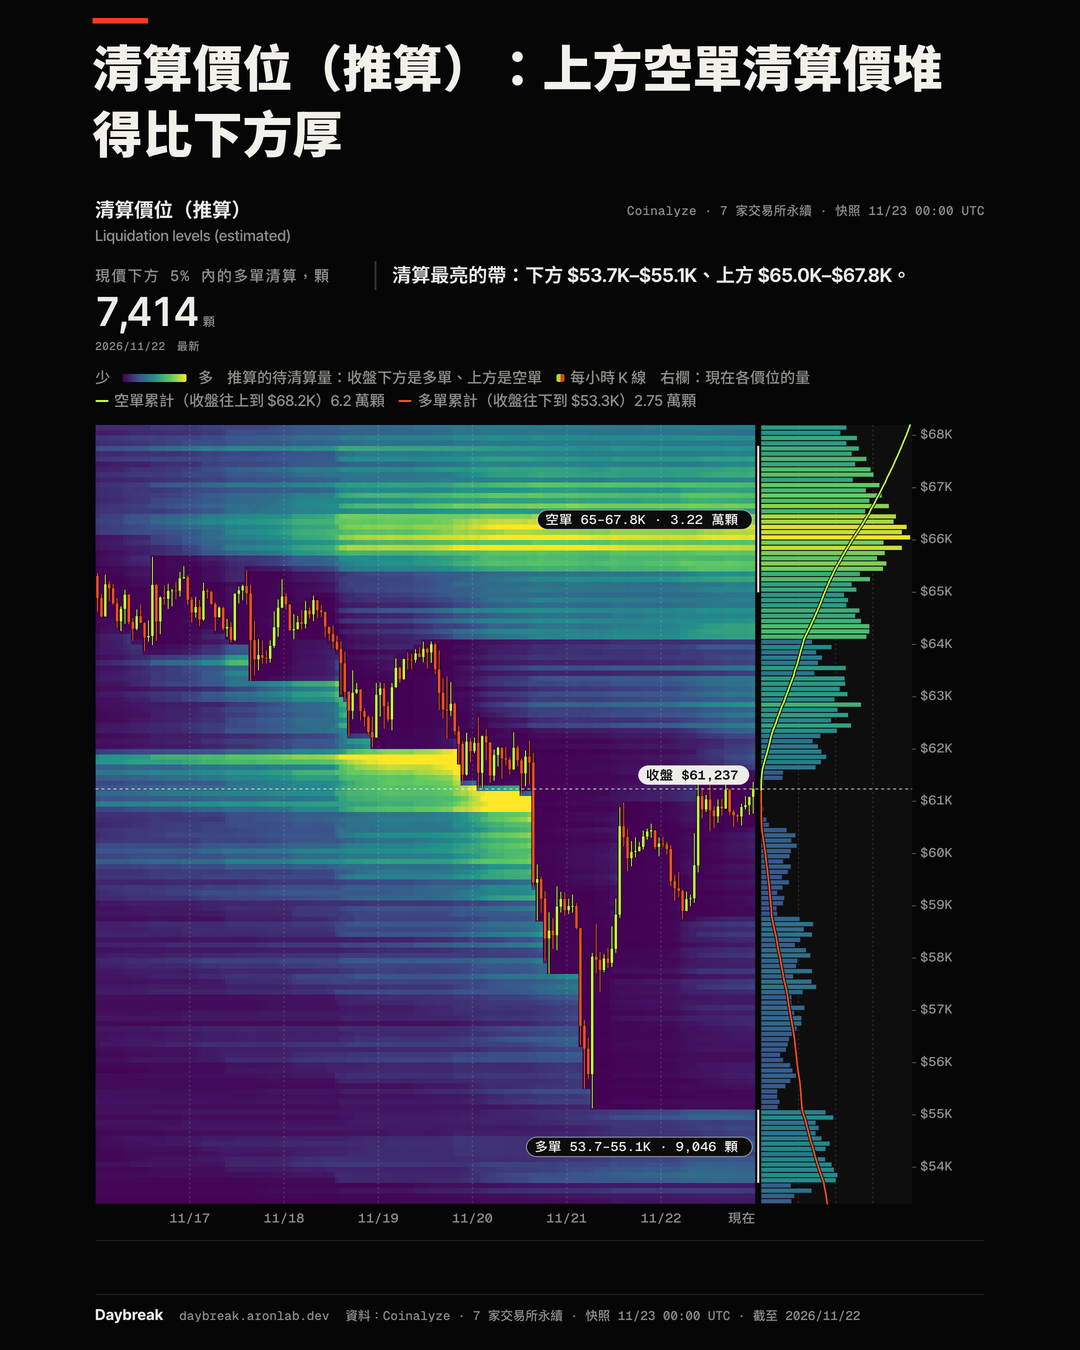 清算價位（推算）：上方空單清算價堆
得比下方厚
清算價位（推算）
Coinalyze · 7 家交易所永續 · 快照 11/23 00:00 UTC
Liquidation levels (estimated)
現價下方 5% 內的多單清算，顆
清算最亮的帶：下方 $53.7K–$55.1K、上方 $65.0K–$67.8K。
7,414 顆
2026/11/22 最新
少 多 推算的待清算量：收盤下方是多單、上方是空單 每小時 K 線 右欄：現在各價位的量
空單累計（收盤往上到 $68.2K）6.2 萬顆 多單累計（收盤往下到 $53.3K）2.75 萬顆
$68K
$67K
空單 65–67.8K · 3.22 萬顆
$66K
$65K
$64K
$63K
$62K
收盤 $61,237
$61K
$60K
$59K
$58K
$57K
$56K
$55K
多單 53.7–55.1K · 9,046 顆
$54K
11/17 11/18 11/19 11/20 11/21 11/22 現在
Daybreak daybreak.aronlab.dev 資料：Coinalyze · 7 家交易所永續 · 快照 11/23 00:00 UTC · 截至 2026/11/22